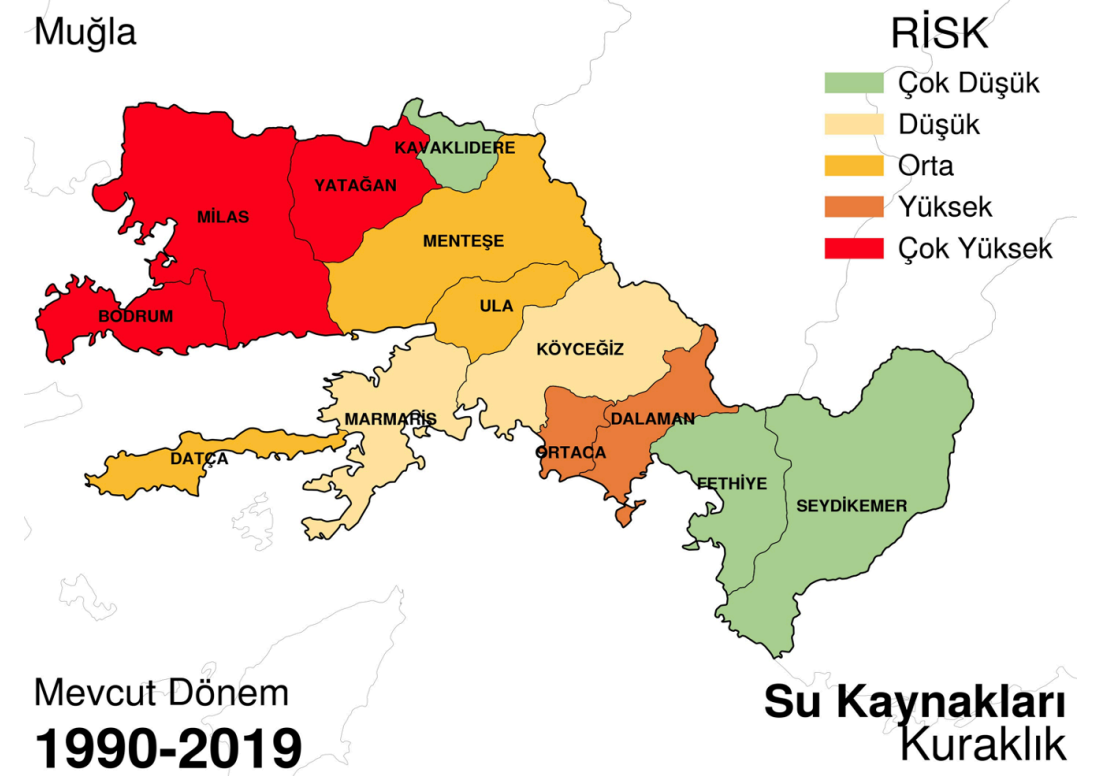 Muğla
RİSK
Çok Düşük
Düşük
Orta
Yüksek
Çok Yüksek
KAVAKLIDERE
YATAĞAN
MİLAS
MENTEŞE
BODRUM
ULA
KÖYCEĞİZ
MARMARİS
DALAMAN
ORTACA
DATÇA
FETHİYE
SEYDİKEMER
Mevcut Dönem
1990-2019
Su Kaynakları
Kuraklık